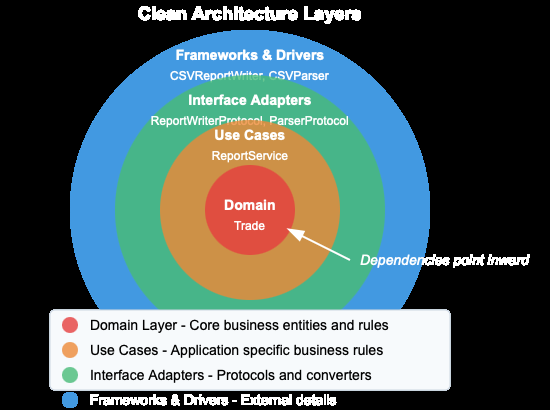 Clean Architecture Layers
Frameworks & Drivers
CSVReportWriter, CSVParser
Interface Adapters
ReportWriterProtocol, ParserProtocol
Use Cases
ReportService
Domain
Trade
Dependencies point inward
Domain Layer - Core business entities and rules
Use Cases - Application specific business rules
Interface Adapters - Protocols and converters
Frameworks & Drivers - External details